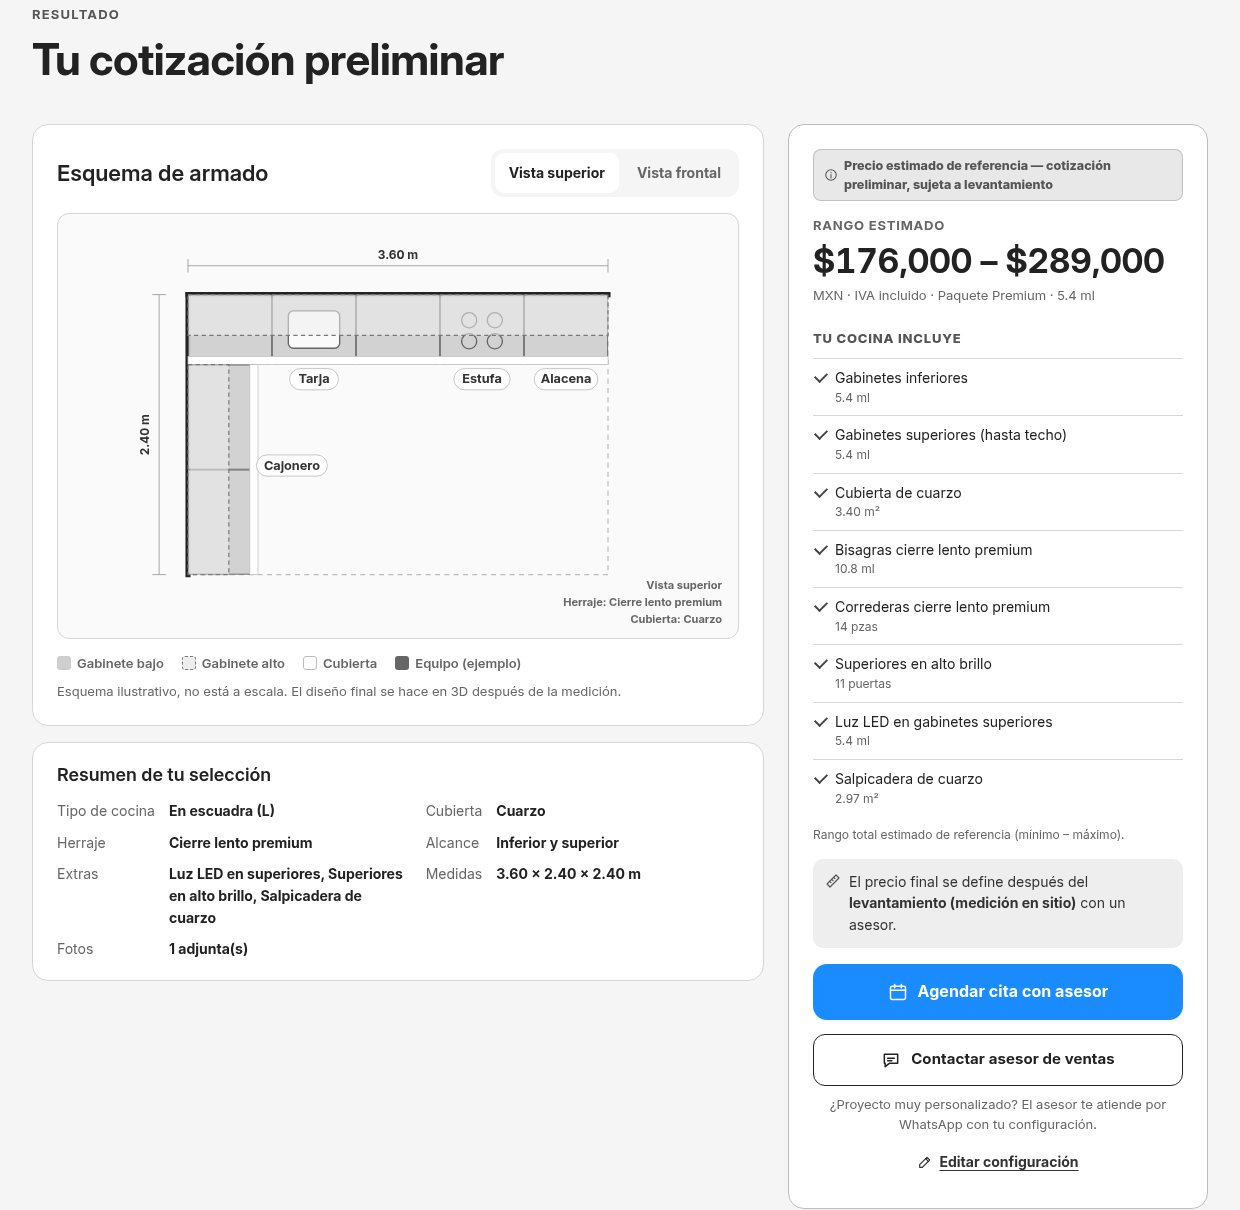 RESULTADO
Tu cotización preliminar
Esquema de armado
Vista superior
Vista frontal
3.60 m
2.40 m
Tarja
Estufa
Alacena
Cajonero
Vista superior
Herraje: Cierre lento premium
Cubierta: Cuarzo
Gabinete bajo
Gabinete alto
Cubierta
Equipo (ejemplo)
Esquema ilustrativo, no está a escala. El diseño final se hace en 3D después de la medición.
Resumen de tu selección
Tipo de cocina
En escuadra (L)
Cubierta
Cuarzo
Herraje
Cierre lento premium
Alcance
Inferior y superior
Extras
Luz LED en superiores, Superiores
en alto brillo, Salpicadera de
cuarzo
Medidas
3.60 × 2.40 × 2.40 m
Fotos
1 adjunta(s)
Precio estimado de referencia — cotización
preliminar, sujeta a levantamiento
RANGO ESTIMADO
$176,000 – $289,000
MXN · IVA incluido · Paquete Premium · 5.4 ml
TU COCINA INCLUYE
Gabinetes inferiores
5.4 ml
Gabinetes superiores (hasta techo)
5.4 ml
Cubierta de cuarzo
3.40 m²
Bisagras cierre lento premium
10.8 ml
Correderas cierre lento premium
14 pzas
Superiores en alto brillo
11 puertas
Luz LED en gabinetes superiores
5.4 ml
Salpicadera de cuarzo
2.97 m²
Rango total estimado de referencia (mínimo – máximo).
El precio final se define después del
levantamiento (medición en sitio) con un
asesor.
Agendar cita con asesor
Contactar asesor de ventas
¿Proyecto muy personalizado? El asesor te atiende por
WhatsApp con tu configuración.
Editar configuración